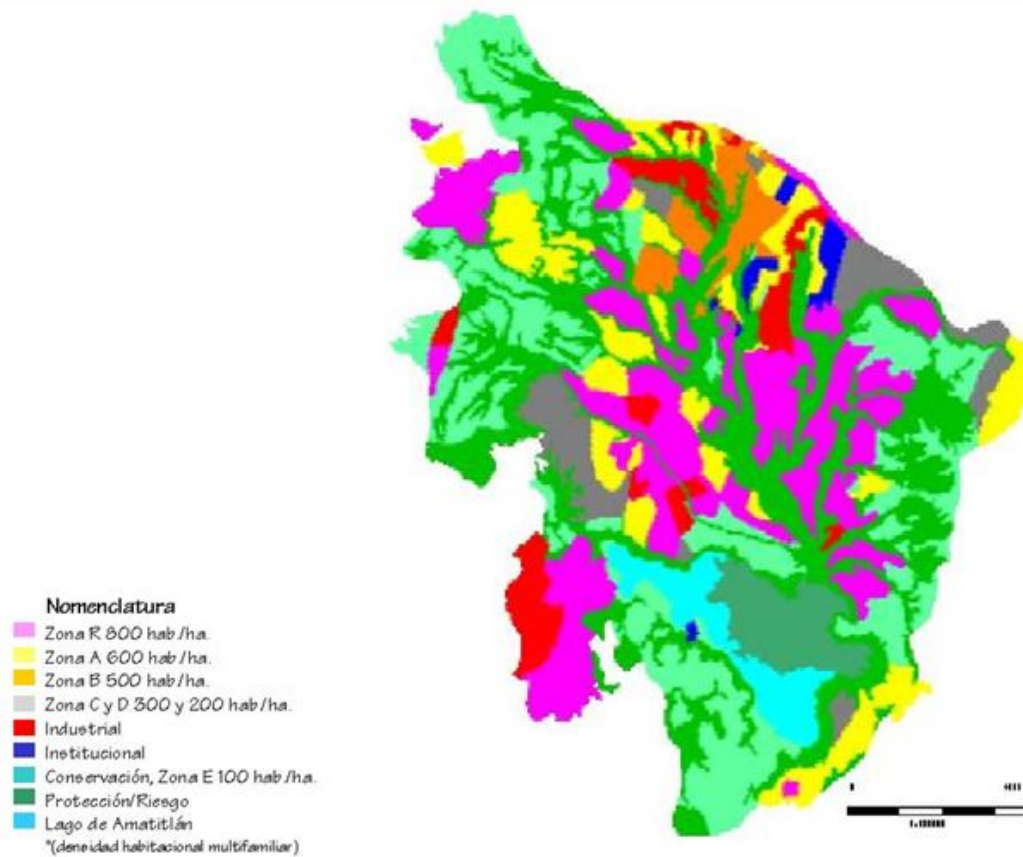 Nomenclatura
Zona R 800 hab/ha.
Zona A 600 hab/ha.
Zona B 500 hab/ha.
Zona C y D 300 y 200 hab/ha.
Industrial
Institucional
Conservación, Zona E 100 hab/ha.
Protección/Riesgo
Lago de Amatitlán
*(densidad habitacional multifamiliar)